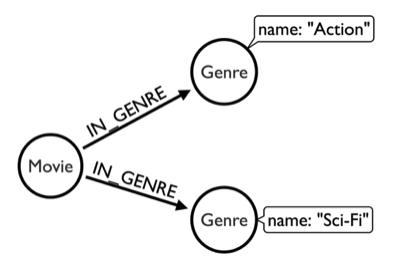 name: "Action"
Genre
IN_GENRE
Movie
IN_GENRE
Genre
name: "Sci-Fi"